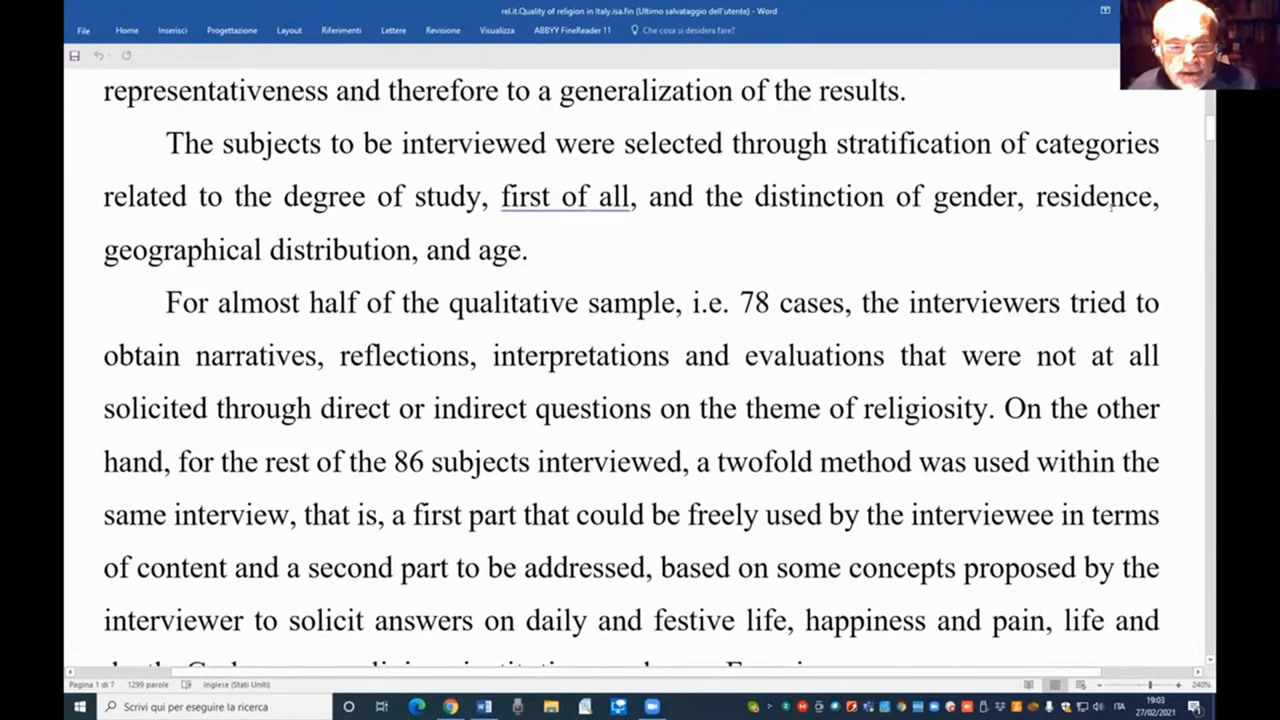 rel.it.Quality of religion in Italy.isa.fin (Ultimo salvataggio dell'utente) - Word
File Home Inserisci Progettazione Layout Riferimenti Lettere Revisione Visualizza ABBYY FineReader 11 Che cosa si desidera fare?
representativeness and therefore to a generalization of the results.
The subjects to be interviewed were selected through stratification of categories
related to the degree of study, first of all, and the distinction of gender, residence,
geographical distribution, and age.
For almost half of the qualitative sample, i.e. 78 cases, the interviewers tried to
obtain narratives, reflections, interpretations and evaluations that were not at all
solicited through direct or indirect questions on the theme of religiosity. On the other
hand, for the rest of the 86 subjects interviewed, a twofold method was used within the
same interview, that is, a first part that could be freely used by the interviewee in terms
of content and a second part to be addressed, based on some concepts proposed by the
interviewer to solicit answers on daily and festive life, happiness and pain, life and
Pagina 1 di 7 1299 parole Inglese (Stati Uniti) 240%
Scrivi qui per eseguire la ricerca ITA 19:03
27/02/2021